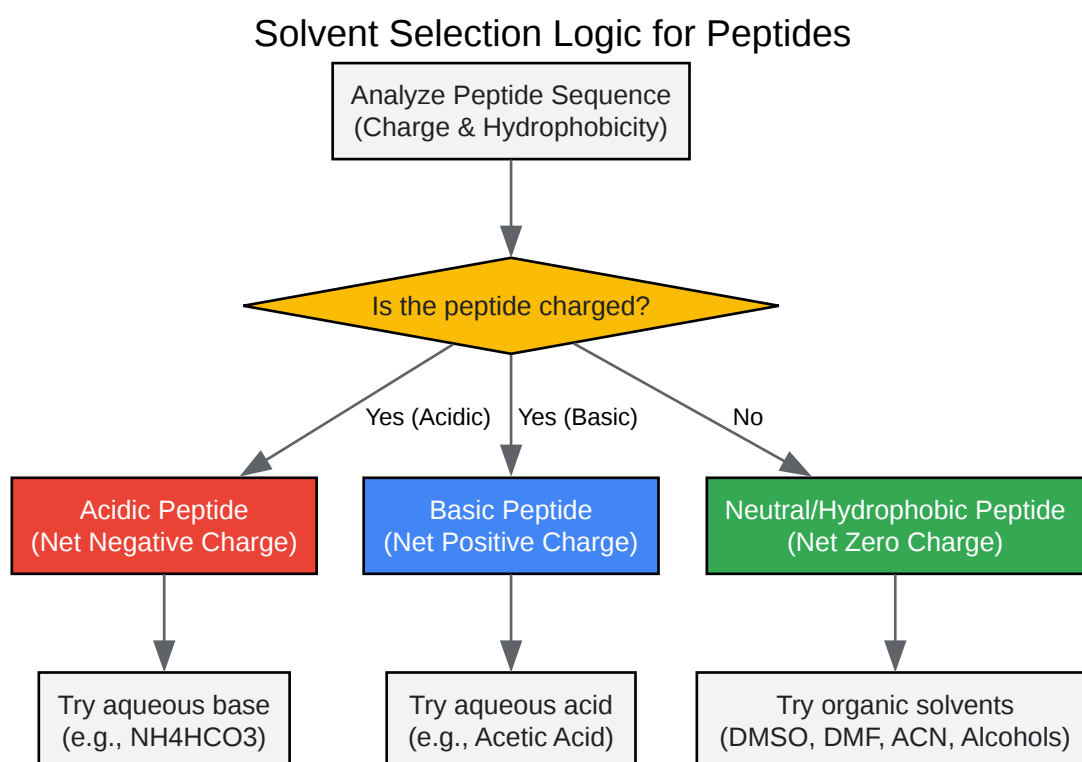 Solvent Selection Logic for Peptides
Analyze Peptide Sequence
(Charge & Hydrophobicity)
Is the peptide charged?
Yes (Acidic)
Yes (Basic)
No
Acidic Peptide
(Net Negative Charge)
Basic Peptide
(Net Positive Charge)
Neutral/Hydrophobic Peptide
(Net Zero Charge)
Try aqueous base
(e.g., NH4HCO3)
Try aqueous acid
(e.g., Acetic Acid)
Try organic solvents
(DMSO, DMF, ACN, Alcohols)